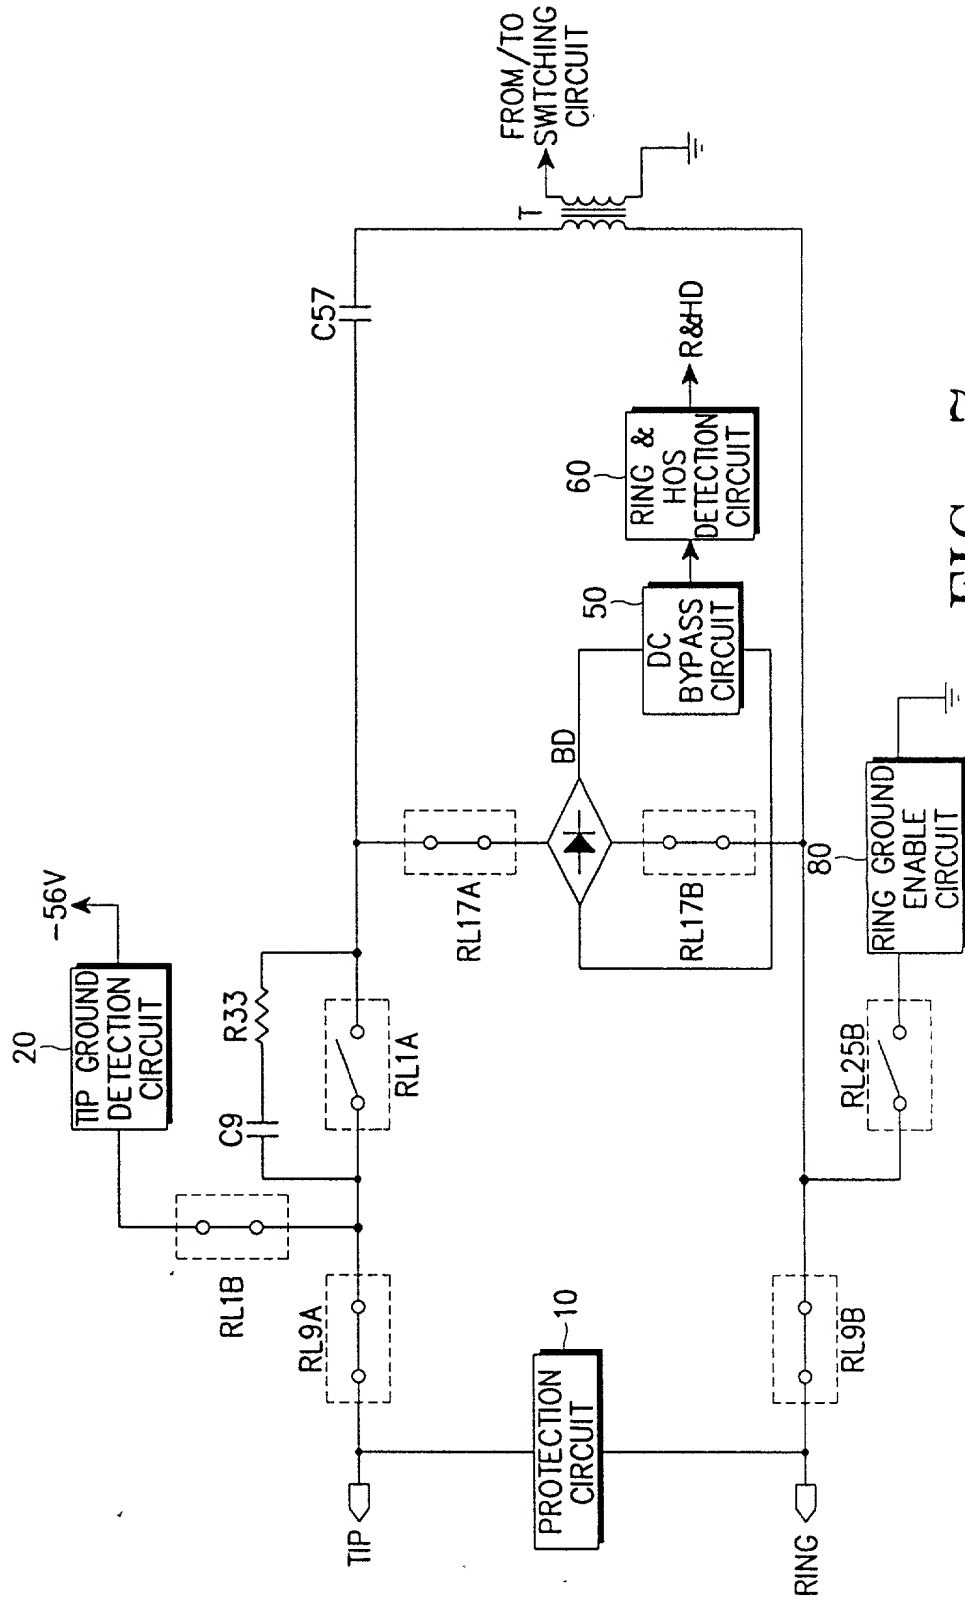 20
TIP GROUND
DETECTION
CIRCUIT
-56V
RL1B
C9
R33
RL9A
RL1A
C57
TIP
RL17A
T
FROM/TO
SWITCHING
CIRCUIT
10
PROTECTION
CIRCUIT
BD
50
DC
BYPASS
CIRCUIT
60
RING &
HOS
DETECTION
CIRCUIT
R&HD
RL17B
RING
RL9B
RL25B
80
RING GROUND
ENABLE
CIRCUIT
FIG